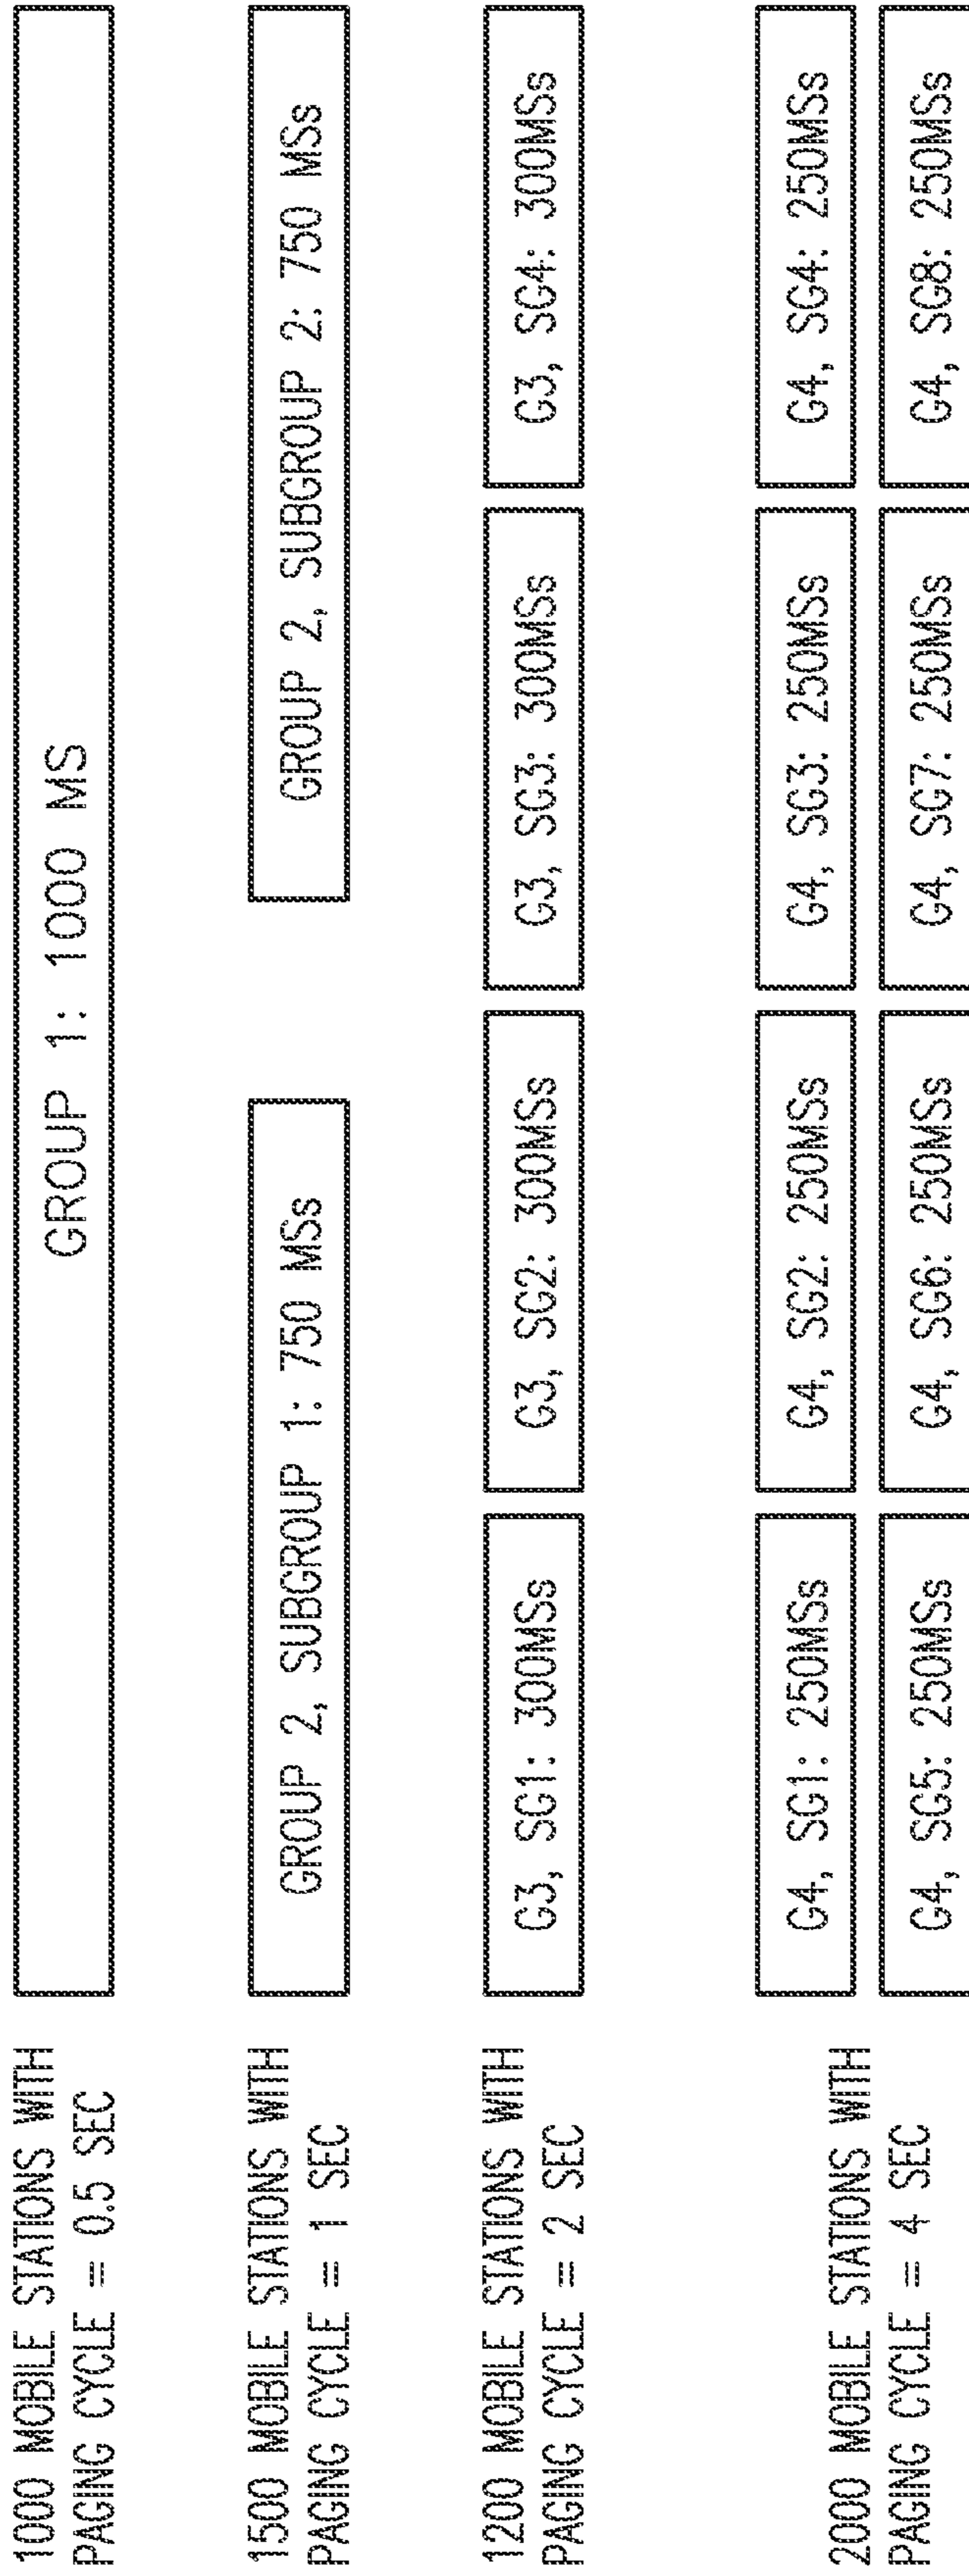 1000 MOBILE STATIONS WITH
PAGING CYCLE = 0.5 SEC
GROUP 1: 1000 MS
1500 MOBILE STATIONS WITH
PAGING CYCLE = 1 SEC
GROUP 2, SUBGROUP 1: 750 MSs
GROUP 2, SUBGROUP 2: 750 MSs
1200 MOBILE STATIONS WITH
PAGING CYCLE = 2 SEC
G3, SG1: 300MSs
G3, SG2: 300MSs
G3, SG3: 300MSs
G3, SG4: 300MSs
2000 MOBILE STATIONS WITH
PAGING CYCLE = 4 SEC
G4, SG1: 250MSs
G4, SG2: 250MSs
G4, SG3: 250MSs
G4, SG4: 250MSs
G4, SG5: 250MSs
G4, SG6: 250MSs
G4, SG7: 250MSs
G4, SG8: 250MSs